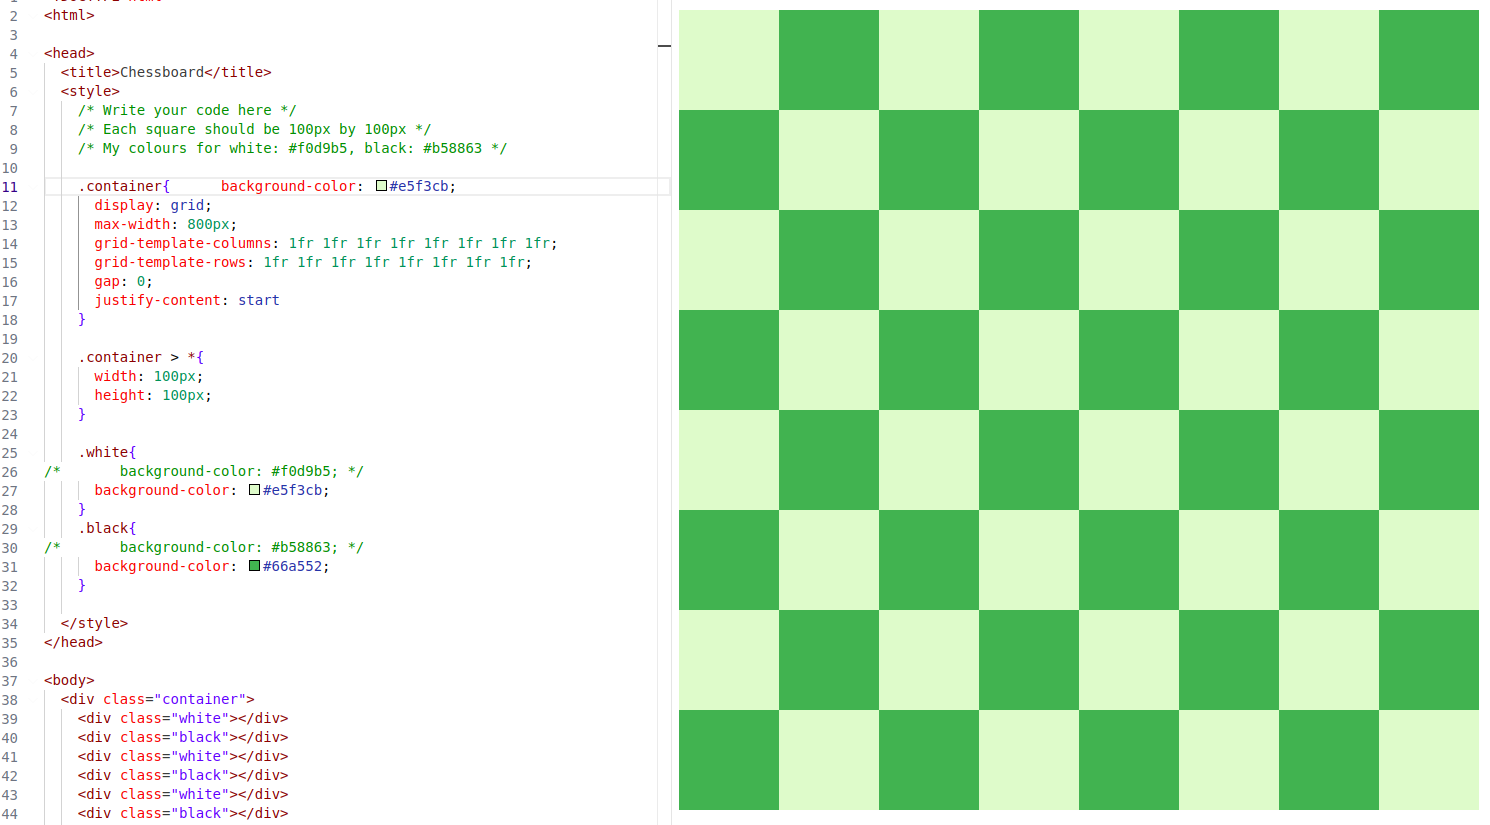 2 <html>
3
4 <head>
5 <title>Chessboard</title>
6 <style>
7 /* Write your code here */
8 /* Each square should be 100px by 100px */
9 /* My colours for white: #f0d9b5, black: #b58863 */
10
11 .container{ background-color: #e5f3cb;
12 display: grid;
13 max-width: 800px;
14 grid-template-columns: 1fr 1fr 1fr 1fr 1fr 1fr 1fr 1fr;
15 grid-template-rows: 1fr 1fr 1fr 1fr 1fr 1fr 1fr 1fr;
16 gap: 0;
17 justify-content: start
18 }
19
20 .container > *{
21 width: 100px;
22 height: 100px;
23 }
24
25 .white{
26 /* background-color: #f0d9b5; */
27 background-color: #e5f3cb;
28 }
29 .black{
30 /* background-color: #b58863; */
31 background-color: #66a552;
32 }
33
34 </style>
35 </head>
36
37 <body>
38 <div class="container">
39 <div class="white"></div>
40 <div class="black"></div>
41 <div class="white"></div>
42 <div class="black"></div>
43 <div class="white"></div>
44 <div class="black"></div>